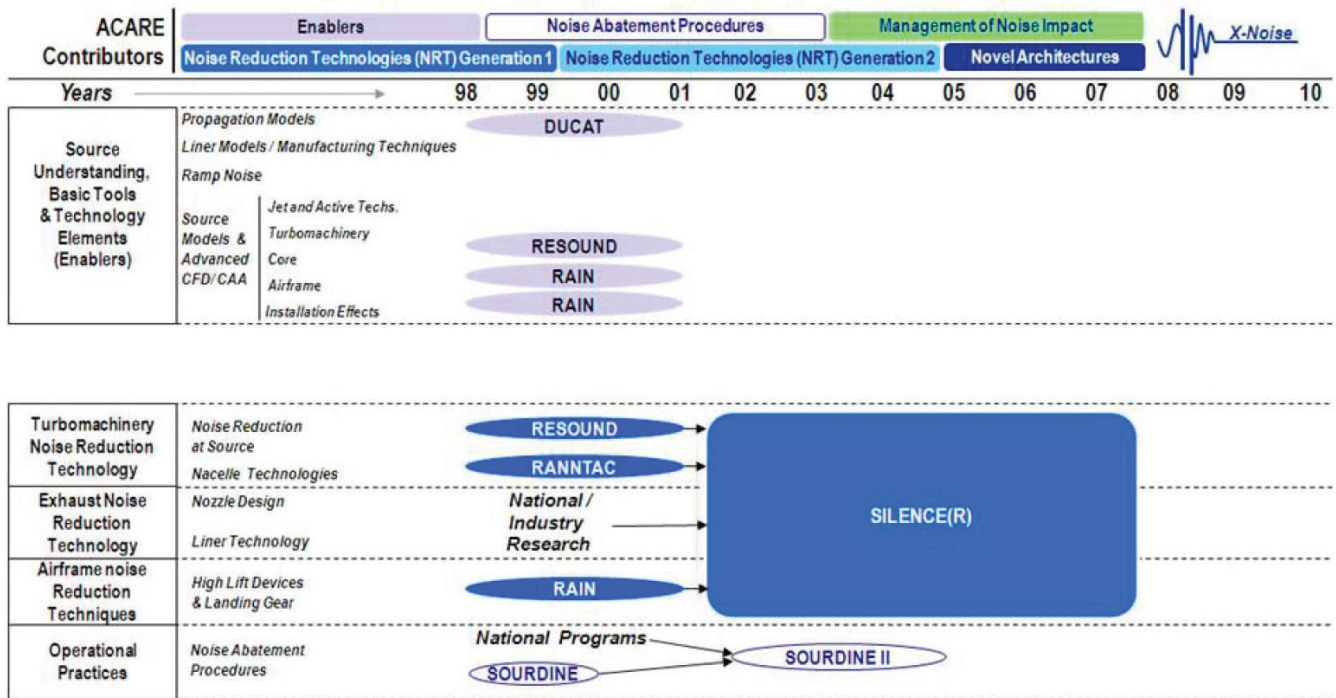 ACARE
Contributors
Enablers
Noise Abatement Procedures
Management of Noise Impact
Noise Reduction Technologies (NRT) Generation 1
Noise Reduction Technologies (NRT) Generation 2
Novel Architectures
X-Noise
Years 98 99 00 01 02 03 04 05 06 07 08 09 10
Source
Understanding,
Basic Tools
& Technology
Elements
(Enablers)
Propagation Models
Liner Models / Manufacturing Techniques
Ramp Noise
Source
Models &
Advanced
CFD/CAA
Jet and Active Techs.
Turbomachinery
Core
Airframe
Installation Effects
DUCAT
RESOUND
RAIN
RAIN
Turbomachinery
Noise Reduction
Technology
Noise Reduction
at Source
Nacelle Technologies
RESOUND
RANNTAC
Exhaust Noise
Reduction
Technology
Nozzle Design
Liner Technology
National /
Industry
Research
SILENCE(R)
Airframe noise
Reduction
Techniques
High Lift Devices
& Landing Gear
RAIN
Operational
Practices
Noise Abatement
Procedures
National Programs
SOURDINE
SOURDINE II